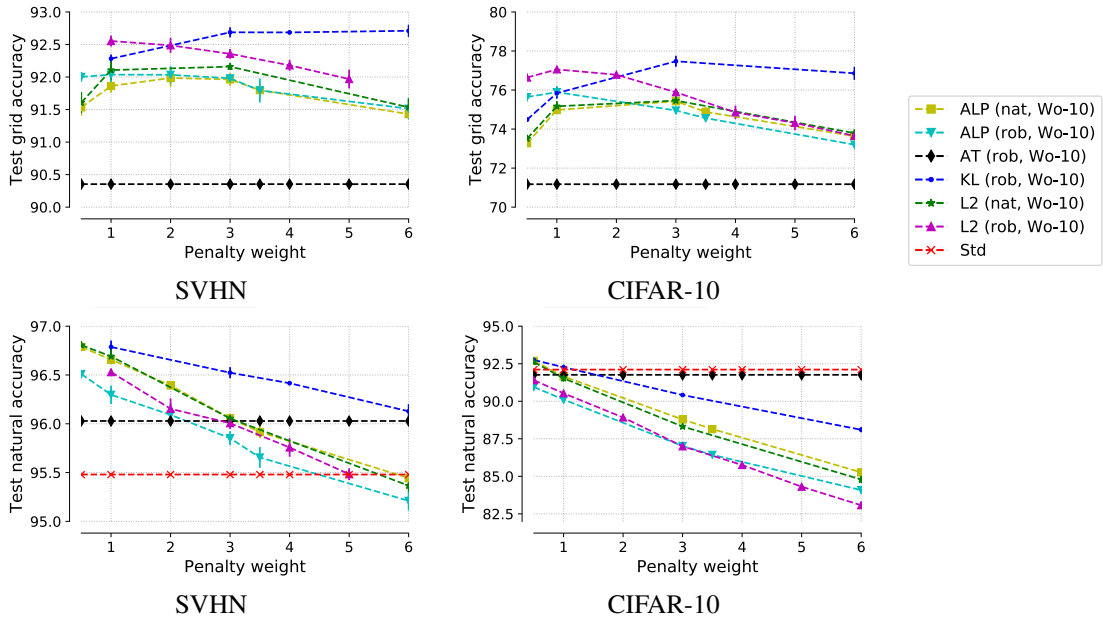 93.0
92.5
92.0
91.5
91.0
90.5
90.0
Test grid accuracy
1 2 3 4 5 6
Penalty weight
SVHN
80
78
76
74
72
70
Test grid accuracy
1 2 3 4 5 6
Penalty weight
CIFAR-10
ALP (nat, Wo-10)
ALP (rob, Wo-10)
AT (rob, Wo-10)
KL (rob, Wo-10)
L2 (nat, Wo-10)
L2 (rob, Wo-10)
Std
97.0
96.5
96.0
95.5
95.0
Test natural accuracy
1 2 3 4 5 6
Penalty weight
SVHN
95.0
92.5
90.0
87.5
85.0
82.5
Test natural accuracy
1 2 3 4 5 6
Penalty weight
CIFAR-10